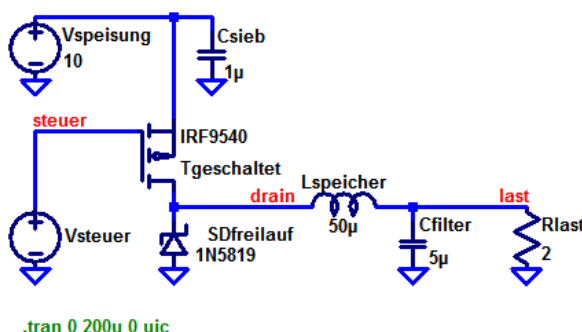 Vspeisung
10
Csieb
1µ
steuer
IRF9540
Tgeschaltet
Vsteuer
drain
Lspeicher
50µ
last
SDfreilauf
1N5819
Cfilter
5µ
Rlast
2
.tran 0 200u 0 uic